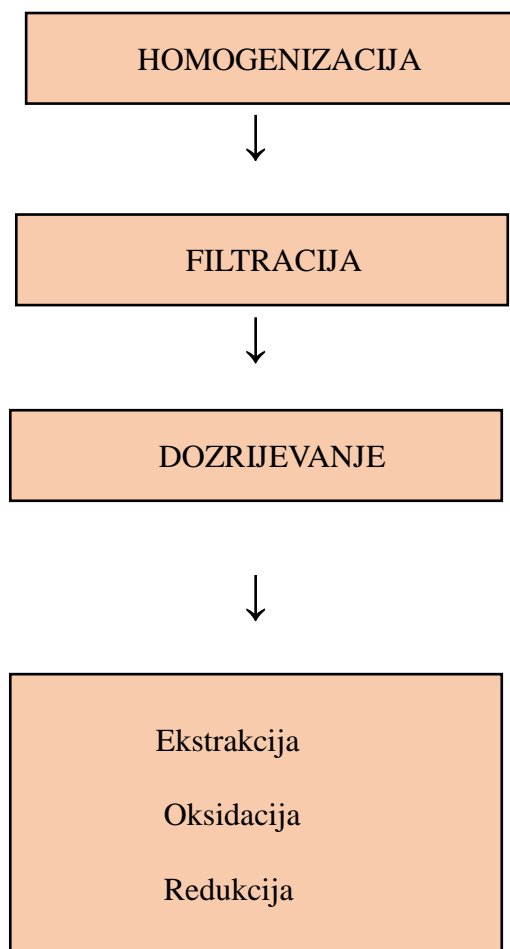 HOMOGENIZACIJA
FILTRACIJA
DOZRIJEVANJE
Ekstrakcija
Oksidacija
Redukcija